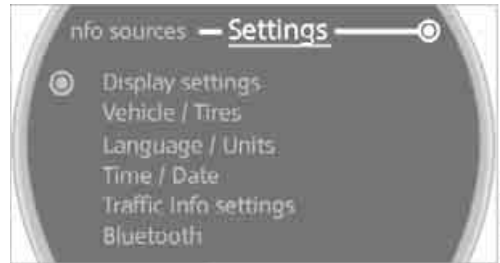 nfo sources Settings
Display settings
Vehicle / Tires
Language / Units
Time / Date
Traffic Info settings
Bluetooth